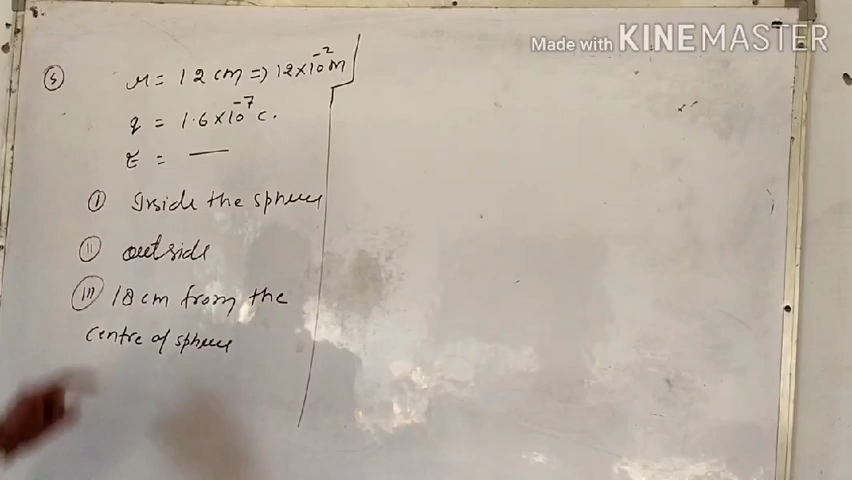 Made with KINEMASTER
5 r = 12 cm => 12×10⁻² m
q = 1.6×10⁻⁷ C.
E = —
(I) Inside the sphere
(II) outside
(III) 18 cm from the
centre of sphere